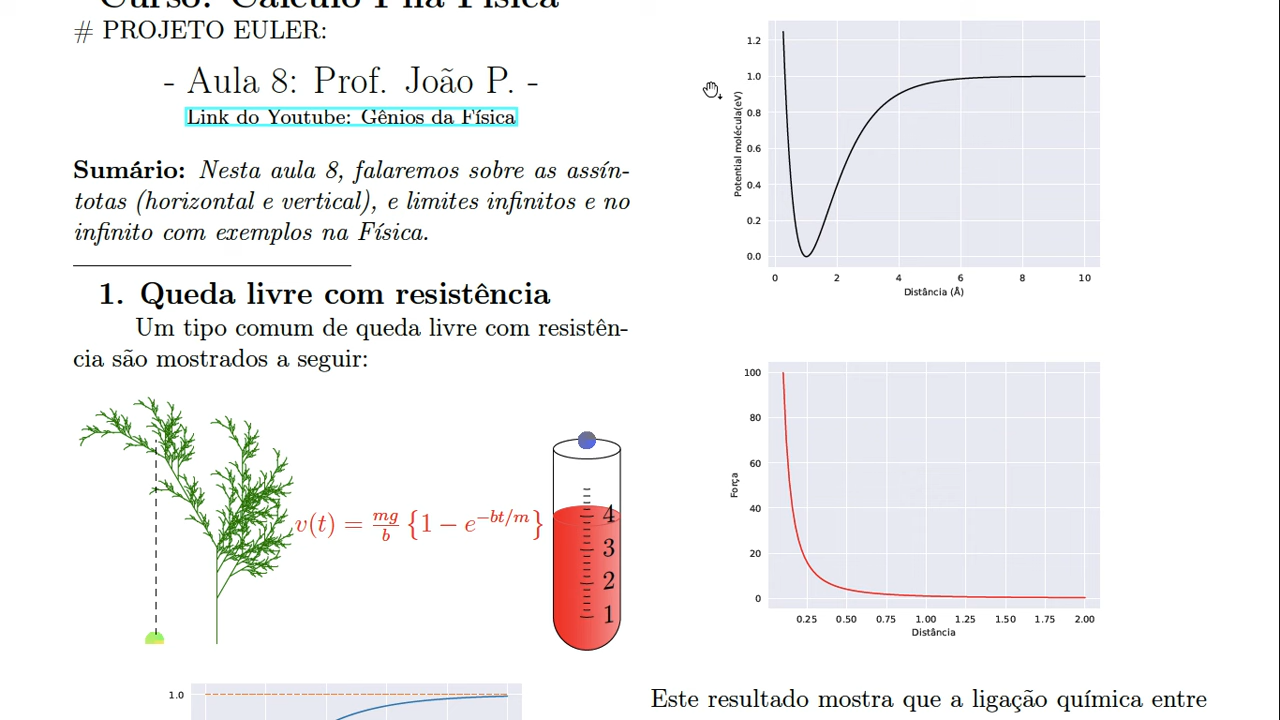 Curso: Cálculo I na Física
# PROJETO EULER:
- Aula 8: Prof. João P. -
Link do Youtube: Gênios da Física
Sumário: Nesta aula 8, falaremos sobre as assín-
totas (horizontal e vertical), e limites infinitos e no
infinito com exemplos na Física.
1. Queda livre com resistência
Um tipo comum de queda livre com resistên-
cia são mostrados a seguir:
v(t) = mg/b {1 − e^{−bt/m}}
4
3
2
1
1.0
1.2
1.0
0.8
0.6
0.4
0.2
0.0
Potential molécula(eV)
0 2 4 6 8 10
Distância (Å)
100
80
60
40
20
0
Força
0.25 0.50 0.75 1.00 1.25 1.50 1.75 2.00
Distância
Este resultado mostra que a ligação química entre